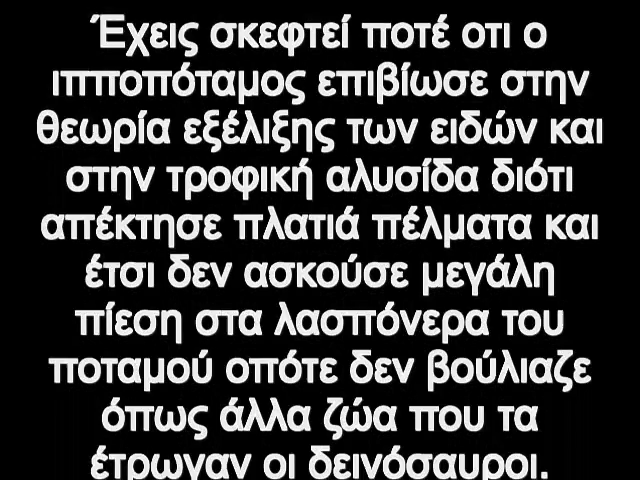 Έχεις σκεφτεί ποτέ οτι ο
ιπποπόταμος επιβίωσε στην
θεωρία εξέλιξης των ειδών και
στην τροφική αλυσίδα διότι
απέκτησε πλατιά πέλματα και
έτσι δεν ασκούσε μεγάλη
πίεση στα λασπόνερα του
ποταμού οπότε δεν βούλιαζε
όπως άλλα ζώα που τα
έτρωγαν οι δεινόσαυροι.